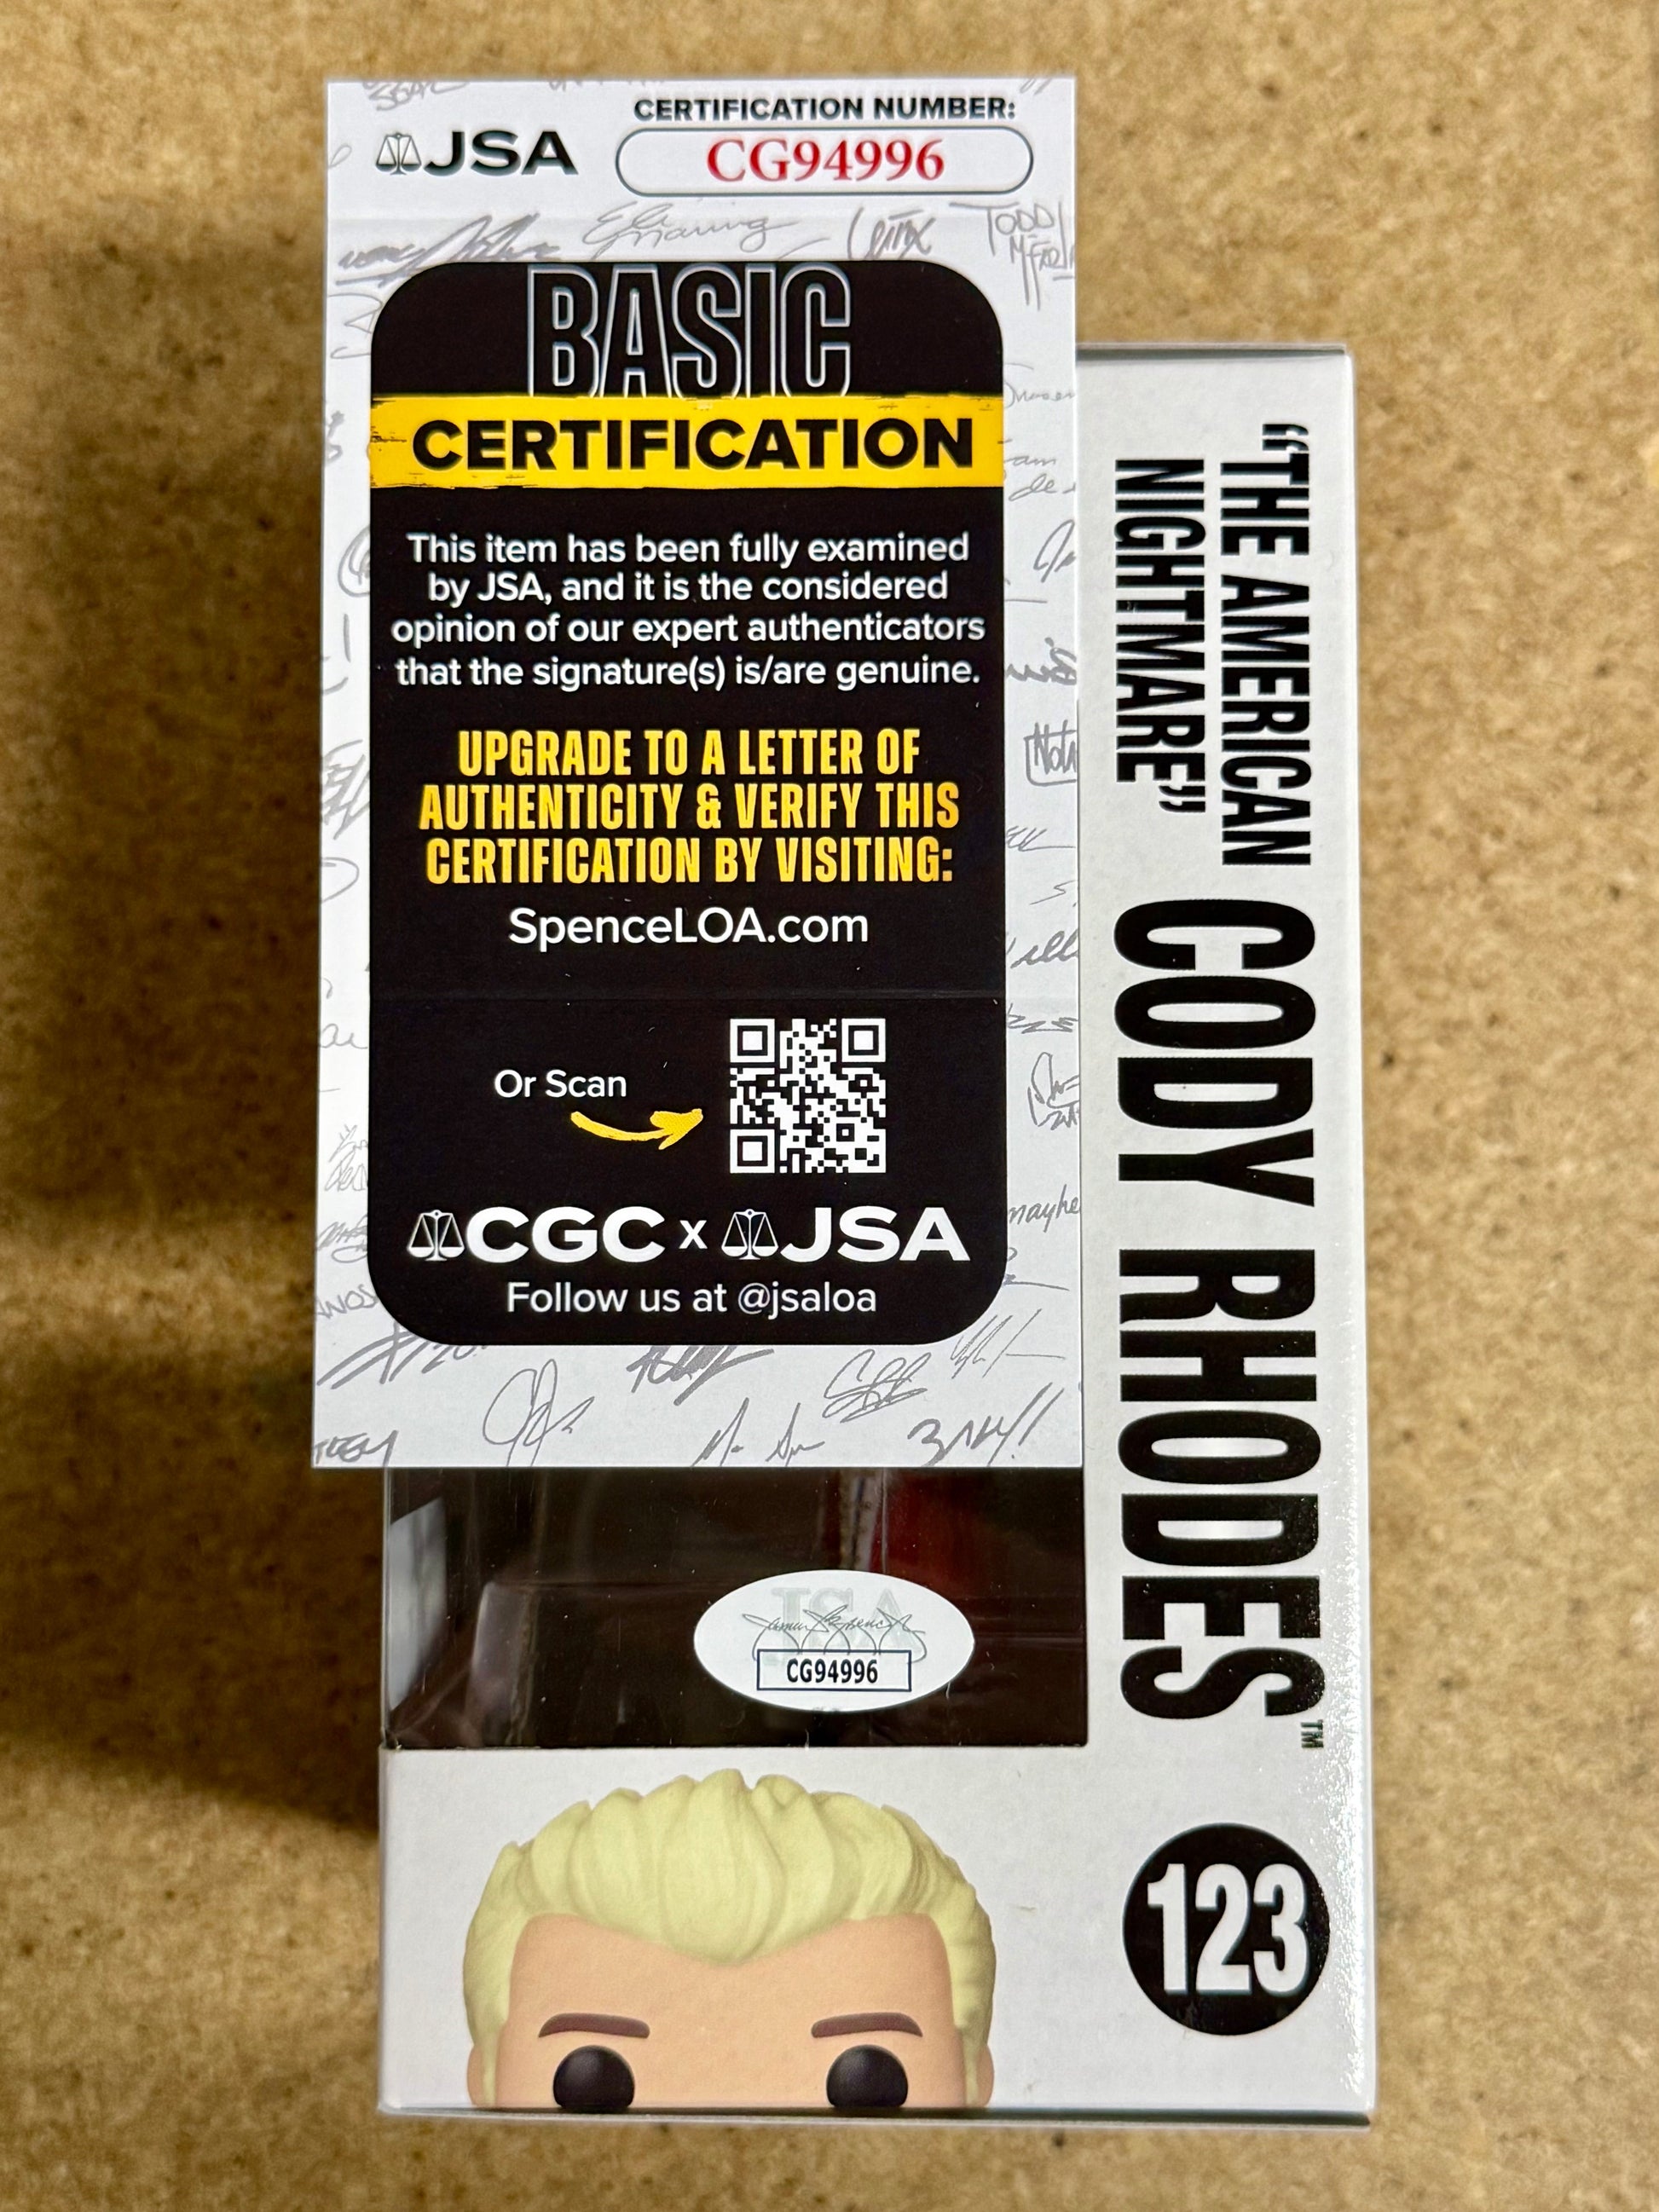 JSA
CERTIFICATION NUMBER:
CG94996
BASIC
CERTIFICATION
This item has been fully examined
by JSA, and it is the considered
opinion of our expert authenticators
that the signature(s) is/are genuine.
UPGRADE TO A LETTER OF
AUTHENTICITY & VERIFY THIS
CERTIFICATION BY VISITING:
SpenceLOA.com
Or Scan
CGC x JSA
Follow us at @jsaloa
"THE AMERICAN
NIGHTMARE"
CODY RHODES™
123
JSA
CG94996